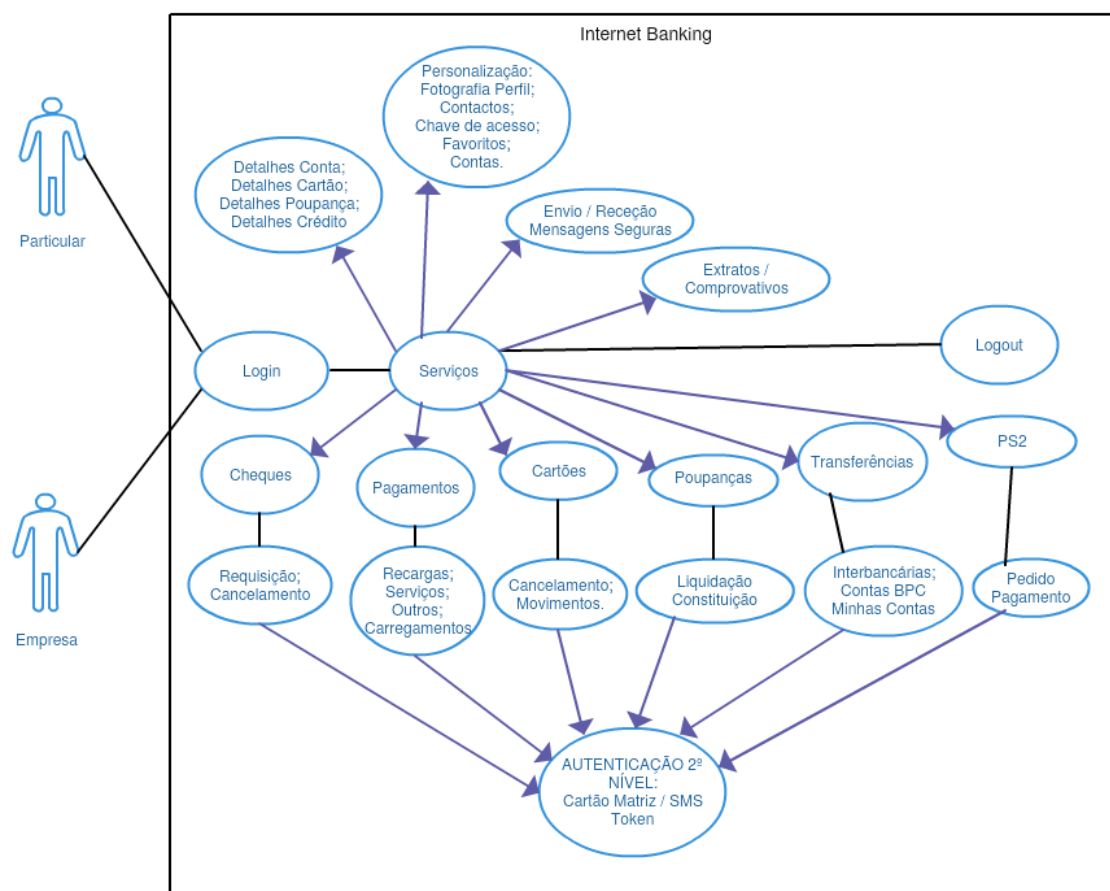 Internet Banking
Personalização:
Fotografia Perfil;
Contactos;
Chave de acesso;
Favoritos;
Contas.
Detalhes Conta;
Detalhes Cartão;
Detalhes Poupança;
Detalhes Crédito
Envio / Receção
Mensagens Seguras
Particular
Extratos /
Comprovativos
Login
Serviços
Logout
Cheques
Pagamentos
Cartões
Poupanças
Transferências
PS2
Requisição;
Cancelamento
Recargas;
Serviços;
Outros;
Carregamentos
Cancelamento;
Movimentos.
Liquidação
Constituição
Interbancárias;
Contas BPC
Minhas Contas
Pedido
Pagamento
Empresa
AUTENTICAÇÃO 2º
NÍVEL:
Cartão Matriz / SMS
Token